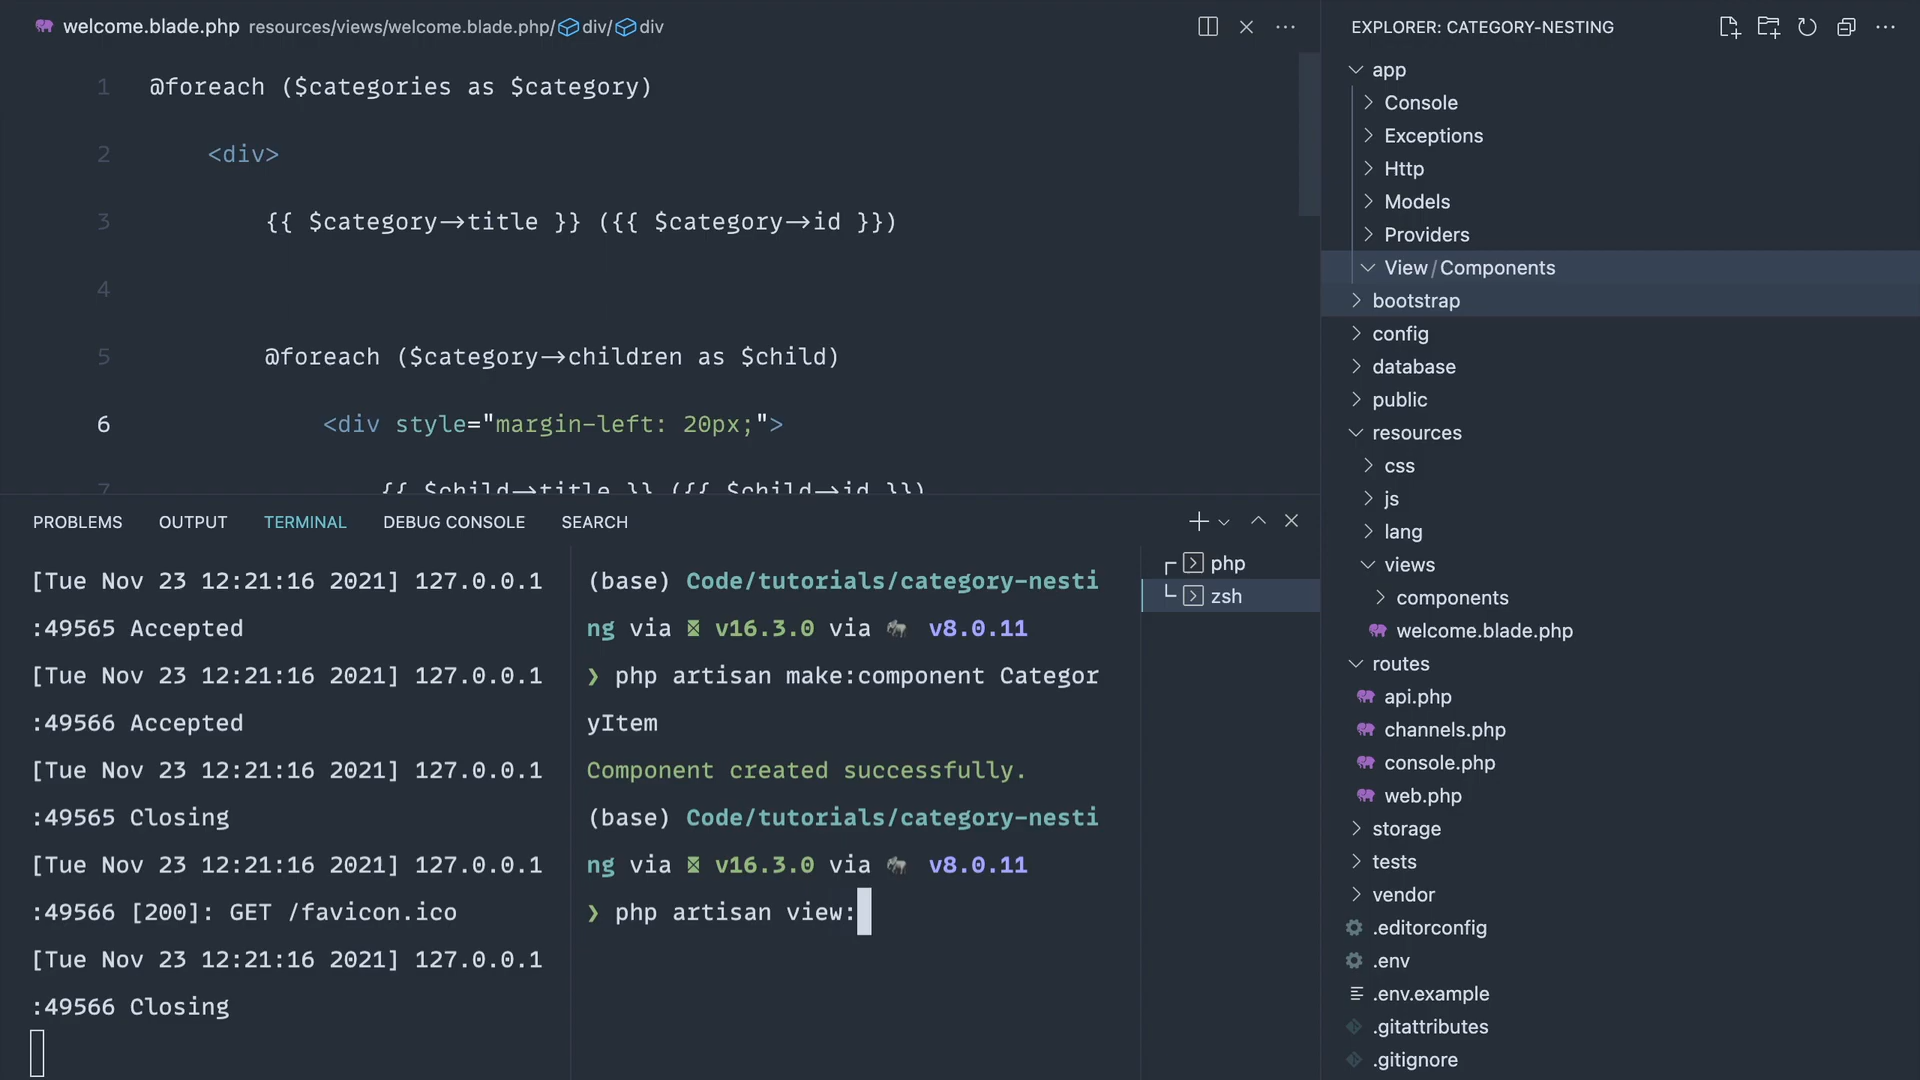 welcome.blade.php resources/views/welcome.blade.php/div/div
1 @foreach ($categories as $category)
2 <div>
3 {{ $category->title }} ({{ $category->id }})
4
5 @foreach ($category->children as $child)
6 <div style="margin-left: 20px;">
7 {{ $child->title }} ({{ $child->id }})
PROBLEMS OUTPUT TERMINAL DEBUG CONSOLE SEARCH
[Tue Nov 23 12:21:16 2021] 127.0.0.1
:49565 Accepted
[Tue Nov 23 12:21:16 2021] 127.0.0.1
:49566 Accepted
[Tue Nov 23 12:21:16 2021] 127.0.0.1
:49565 Closing
[Tue Nov 23 12:21:16 2021] 127.0.0.1
:49566 [200]: GET /favicon.ico
[Tue Nov 23 12:21:16 2021] 127.0.0.1
:49566 Closing
(base) Code/tutorials/category-nesti
ng via v16.3.0 via v8.0.11
❯ php artisan make:component Categor
yItem
Component created successfully.
(base) Code/tutorials/category-nesti
ng via v16.3.0 via v8.0.11
❯ php artisan view:
php
zsh
EXPLORER: CATEGORY-NESTING
app
Console
Exceptions
Http
Models
Providers
View/Components
bootstrap
config
database
public
resources
css
js
lang
views
components
welcome.blade.php
routes
api.php
channels.php
console.php
web.php
storage
tests
vendor
.editorconfig
.env
.env.example
.gitattributes
.gitignore